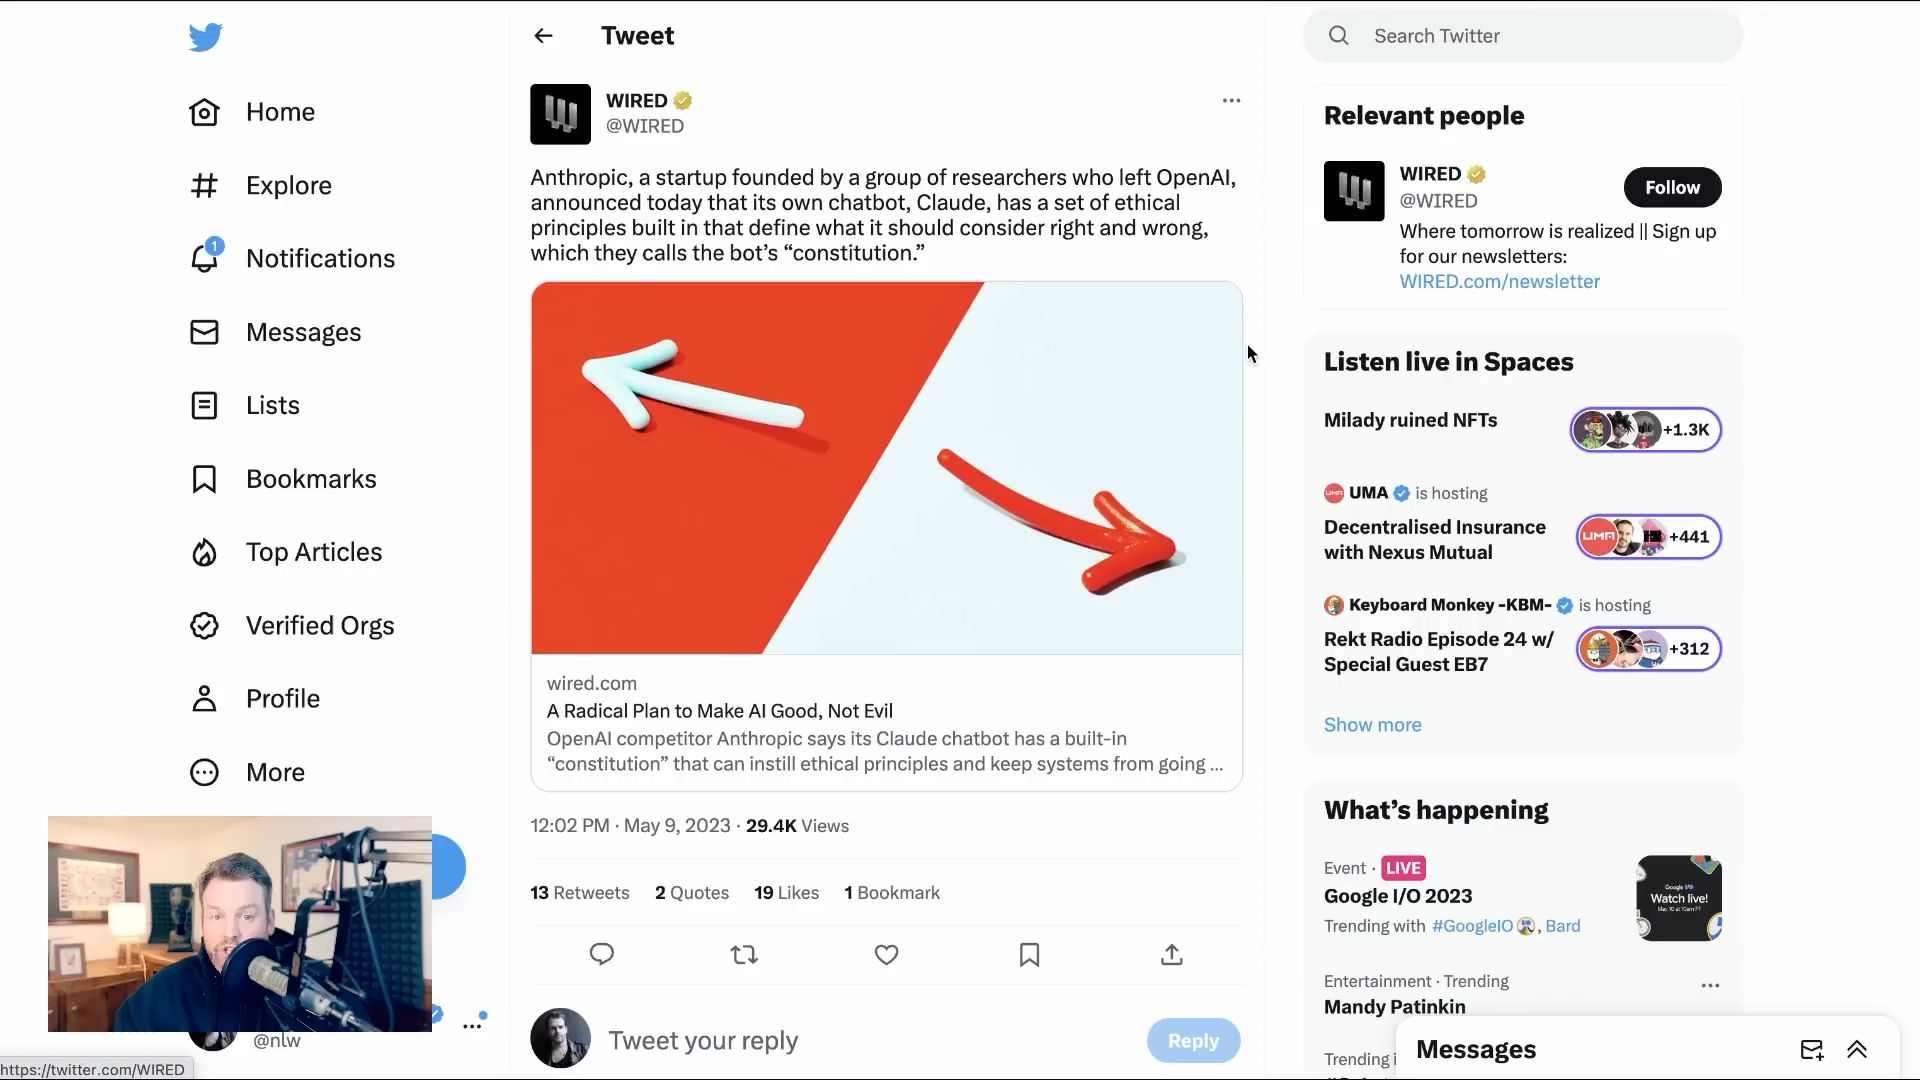 Home
Explore
1
Notifications
Messages
Lists
Bookmarks
Top Articles
Verified Orgs
Profile
More
@nlw
https://twitter.com/WIRED
Tweet
WIRED
@WIRED
Anthropic, a startup founded by a group of researchers who left OpenAI,
announced today that its own chatbot, Claude, has a set of ethical
principles built in that define what it should consider right and wrong,
which they calls the bot’s “constitution.”
wired.com
A Radical Plan to Make AI Good, Not Evil
OpenAI competitor Anthropic says its Claude chatbot has a built-in
“constitution” that can instill ethical principles and keep systems from going ...
12:02 PM · May 9, 2023 · 29.4K Views
13 Retweets 2 Quotes 19 Likes 1 Bookmark
Tweet your reply
Reply
Search Twitter
Relevant people
WIRED
@WIRED
Follow
Where tomorrow is realized || Sign up
for our newsletters:
WIRED.com/newsletter
Listen live in Spaces
Milady ruined NFTs
+1.3K
UMA is hosting
Decentralised Insurance
with Nexus Mutual
UMA
+441
Keyboard Monkey -KBM- is hosting
Rekt Radio Episode 24 w/
Special Guest EB7
+312
Show more
What’s happening
Event · LIVE
Google I/O 2023
Trending with #GoogleIO, Bard
Google I/O
Watch live!
May 10 at 10am PT
Entertainment · Trending
Mandy Patinkin
Trending
Messages